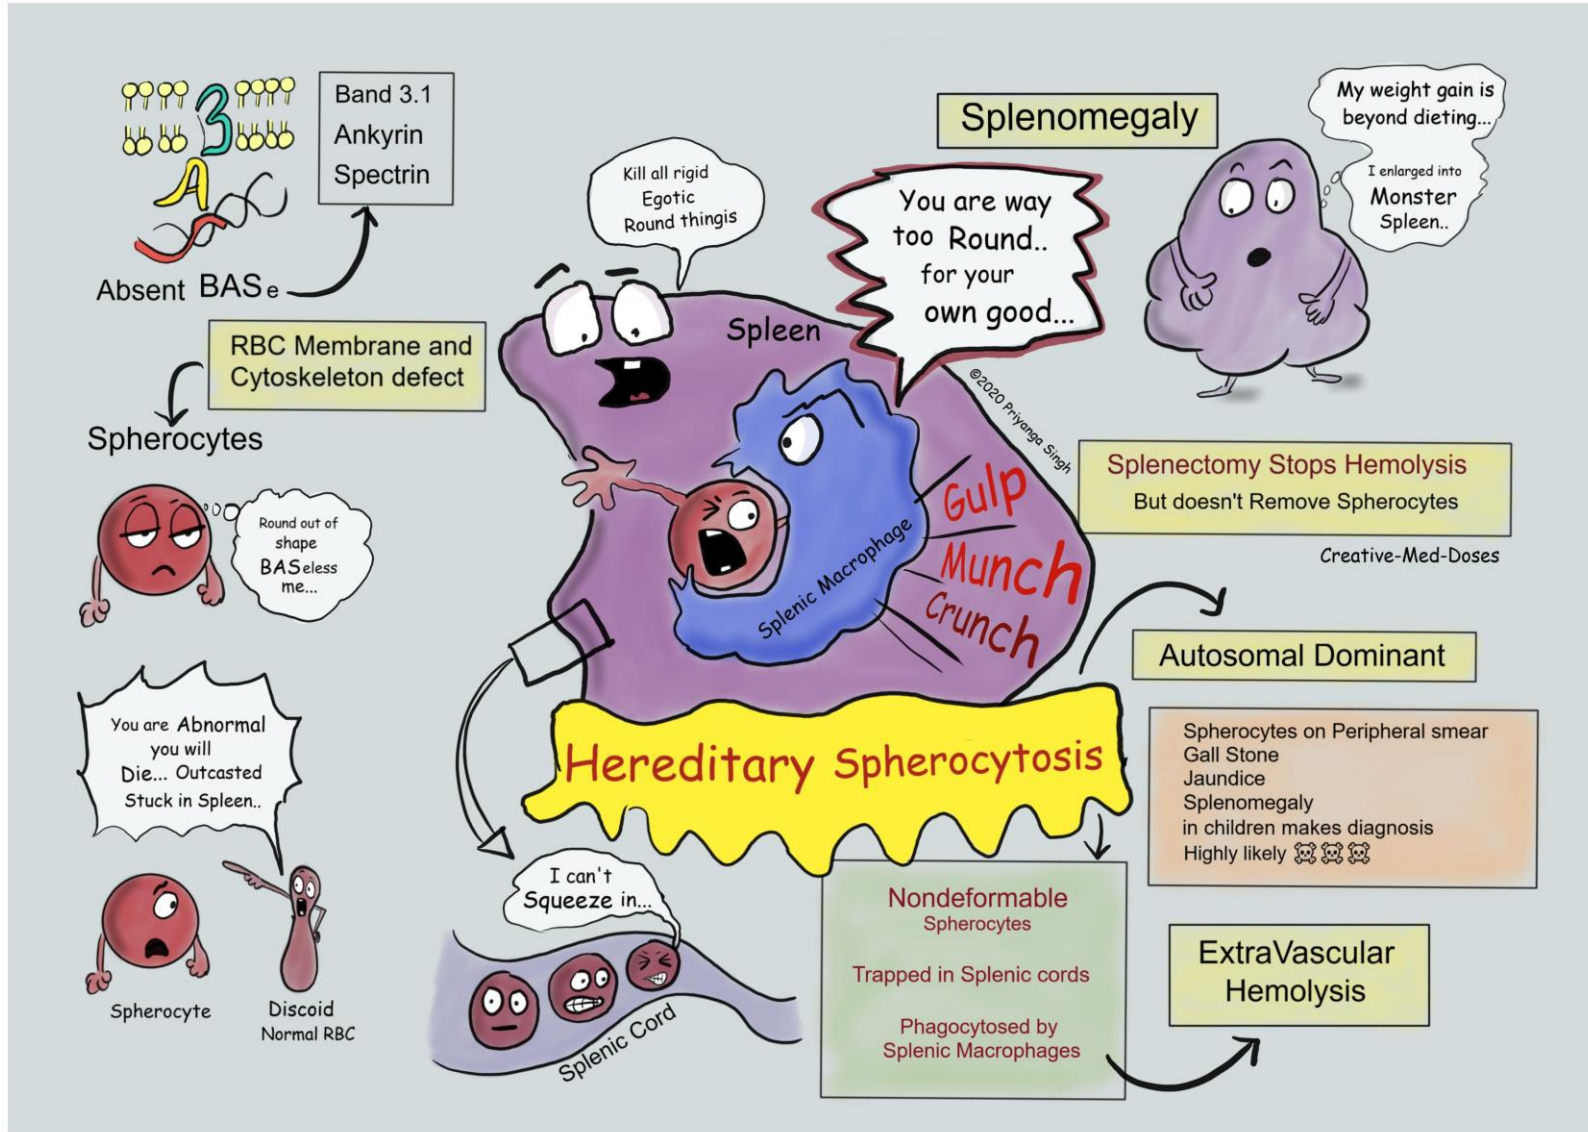 3
A
Band 3.1
Ankyrin
Spectrin
Absent BASe
RBC Membrane and
Cytoskeleton defect
Spherocytes
Round out of
shape
BASeless
me...
You are Abnormal
you will
Die... Outcasted
Stuck in Spleen..
Spherocyte
Discoid
Normal RBC
Kill all rigid
Egotic
Round thingis
Spleen
You are way
too Round..
for your
own good...
Splenic Macrophage
Gulp
Munch
Crunch
©2020 Priyanga Singh
Hereditary Spherocytosis
I can't
Squeeze in...
Splenic Cord
Nondeformable
Spherocytes
Trapped in Splenic cords
Phagocytosed by
Splenic Macrophages
Splenomegaly
My weight gain is
beyond dieting...
I enlarged into
Monster
Spleen..
Splenectomy Stops Hemolysis
But doesn't Remove Spherocytes
Creative-Med-Doses
Autosomal Dominant
Spherocytes on Peripheral smear
Gall Stone
Jaundice
Splenomegaly
in children makes diagnosis
Highly likely ☠☠☠
ExtraVascular
Hemolysis